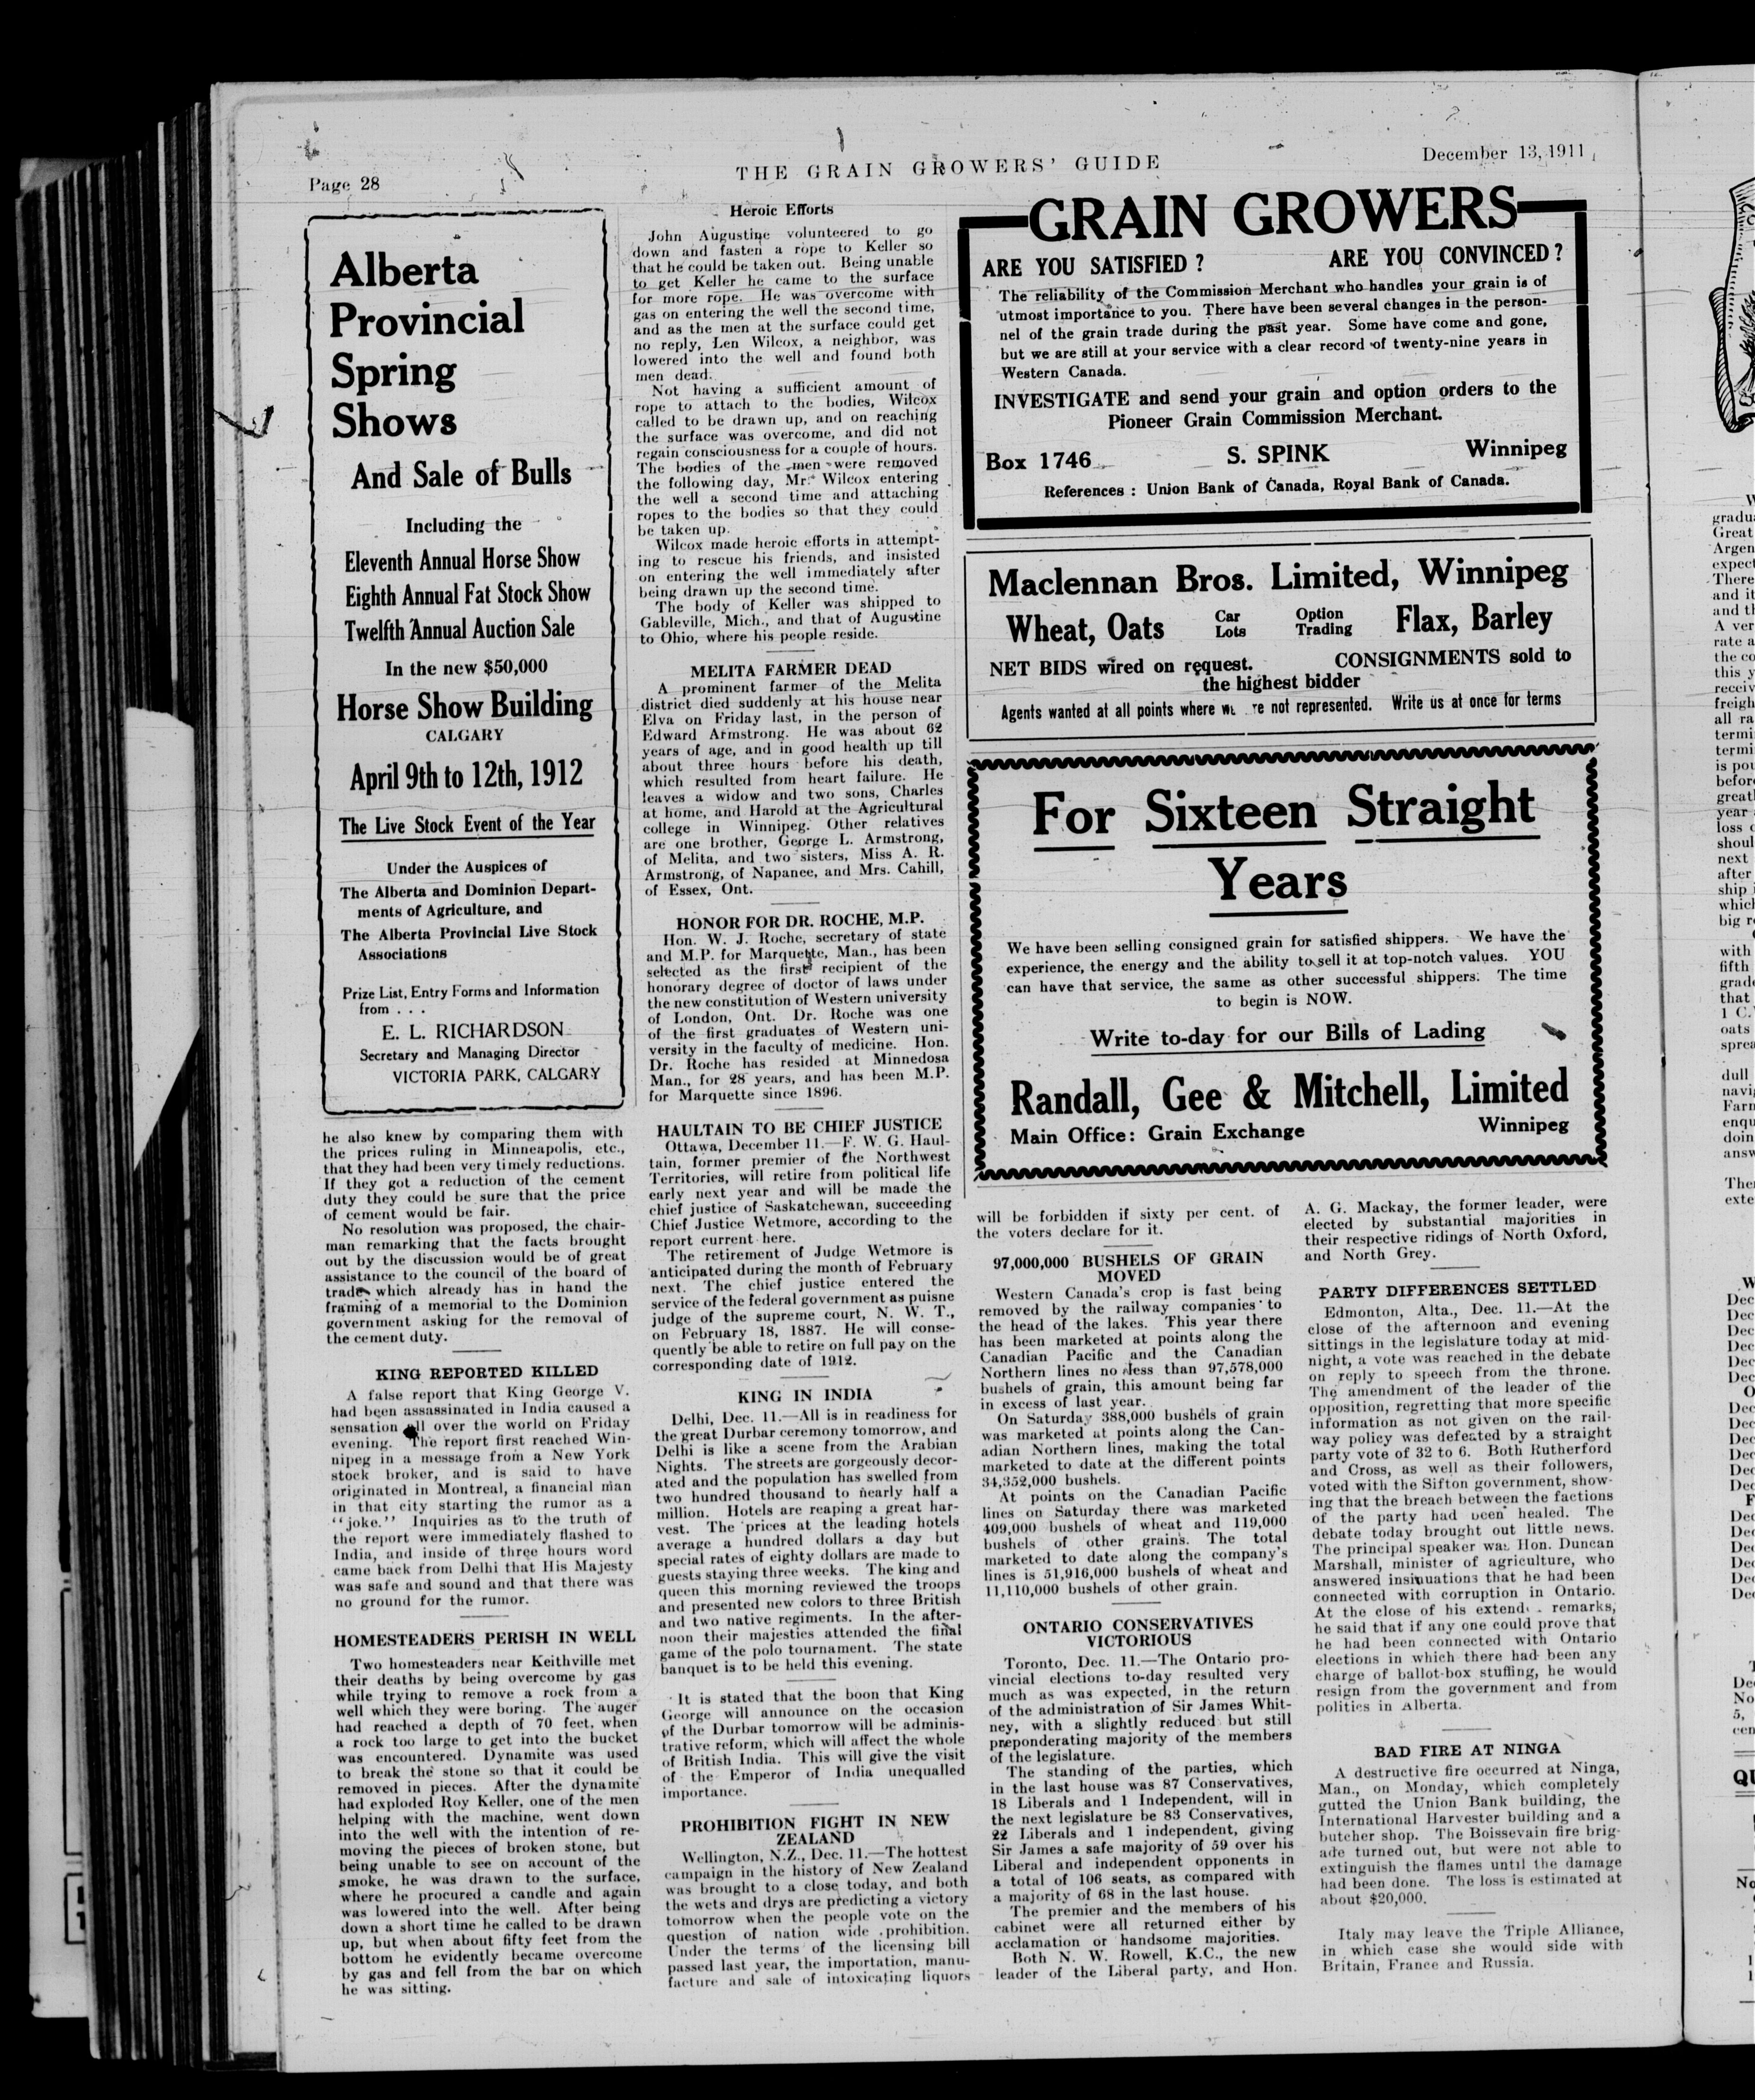 Page 28
THE GRAIN GROWERS' GUIDE
December 13, 1911
Alberta
Provincial
Spring
Shows
And Sale of Bulls
Including the
Eleventh Annual Horse Show
Eighth Annual Fat Stock Show
Twelfth Annual Auction Sale
In the new $50,000
Horse Show Building
CALGARY
April 9th to 12th, 1912
The Live Stock Event of the Year
Under the Auspices of
The Alberta and Dominion Depart-
ments of Agriculture, and
The Alberta Provincial Live Stock
Associations
Prize List, Entry Forms and Information
from . . .
E. L. RICHARDSON
Secretary and Managing Director
VICTORIA PARK, CALGARY
he also knew by comparing them with
the prices ruling in Minneapolis, etc.,
that they had been very timely reductions.
If they got a reduction of the cement
duty they could be sure that the price
of cement would be fair.
No resolution was proposed, the chair-
man remarking that the facts brought
out by the discussion would be of great
assistance to the council of the board of
trade which already has in hand the
framing of a memorial to the Dominion
government asking for the removal of
the cement duty.
KING REPORTED KILLED
A false report that King George V.
had been assassinated in India caused a
sensation all over the world on Friday
evening. The report first reached Win-
nipeg in a message from a New York
stock broker, and is said to have
originated in Montreal, a financial man
in that city starting the rumor as a
"joke." Inquiries as to the truth of
the report were immediately flashed to
India, and inside of three hours word
came back from Delhi that His Majesty
was safe and sound and that there was
no ground for the rumor.
HOMESTEADERS PERISH IN WELL
Two homesteaders near Keithville met
their deaths by being overcome by gas
while trying to remove a rock from a
well which they were boring. The auger
had reached a depth of 70 feet, when
a rock too large to get into the bucket
was encountered. Dynamite was used
to break the stone so that it could be
removed in pieces. After the dynamite
had exploded Roy Keller, one of the men
helping with the machine, went down
into the well with the intention of re-
moving the pieces of broken stone, but
being unable to see on account of the
smoke, he was drawn to the surface,
where he procured a candle and again
was lowered into the well. After being
down a short time he called to be drawn
up, but when about fifty feet from the
bottom he evidently became overcome
by gas and fell from the bar on which
he was sitting.
Heroic Efforts
John Augustine volunteered to go
down and fasten a rope to Keller so
that he could be taken out. Being unable
to get Keller he came to the surface
for more rope. He was overcome with
gas on entering the well the second time,
and as the men at the surface could get
no reply, Len Wilcox, a neighbor, was
lowered into the well and found both
men dead.
Not having a sufficient amount of
rope to attach to the bodies, Wilcox
called to be drawn up, and on reaching
the surface was overcome, and did not
regain consciousness for a couple of hours.
The bodies of the men were removed
the following day, Mr. Wilcox entering
the well a second time and attaching
ropes to the bodies so that they could
be taken up.
Wilcox made heroic efforts in attempt-
ing to rescue his friends, and insisted
on entering the well immediately after
being drawn up the second time.
The body of Keller was shipped to
Gableville, Mich., and that of Augustine
to Ohio, where his people reside.
MELITA FARMER DEAD
A prominent farmer of the Melita
district died suddenly at his house near
Elva on Friday last, in the person of
Edward Armstrong. He was about 62
years of age, and in good health up till
about three hours before his death,
which resulted from heart failure. He
leaves a widow and two sons, Charles
at home, and Harold at the Agricultural
college in Winnipeg. Other relatives
are one brother, George L. Armstrong,
of Melita, and two sisters, Miss A. R.
Armstrong, of Napanee, and Mrs. Cahill,
of Essex, Ont.
HONOR FOR DR. ROCHE, M.P.
Hon. W. J. Roche, secretary of state
and M.P. for Marquette, Man., has been
selected as the first recipient of the
honorary degree of doctor of laws under
the new constitution of Western university
of London, Ont. Dr. Roche was one
of the first graduates of Western uni-
versity in the faculty of medicine. Hon.
Dr. Roche has resided at Minnedosa
Man., for 28 years, and has been M.P.
for Marquette since 1896.
HAULTAIN TO BE CHIEF JUSTICE
Ottawa, December 11.—F. W. G. Haul-
tain, former premier of the Northwest
Territories, will retire from political life
early next year and will be made the
chief justice of Saskatchewan, succeeding
Chief Justice Wetmore, according to the
report current here.
The retirement of Judge Wetmore is
anticipated during the month of February
next. The chief justice entered the
service of the federal government as puisne
judge of the supreme court, N. W. T.,
on February 18, 1887. He will conse-
quently be able to retire on full pay on the
corresponding date of 1912.
KING IN INDIA
Delhi, Dec. 11.—All is in readiness for
the great Durbar ceremony tomorrow, and
Delhi is like a scene from the Arabian
Nights. The streets are gorgeously decor-
ated and the population has swelled from
two hundred thousand to nearly half a
million. Hotels are reaping a great har-
vest. The prices at the leading hotels
average a hundred dollars a day but
special rates of eighty dollars are made to
guests staying three weeks. The king and
queen this morning reviewed the troops
and presented new colors to three British
and two native regiments. In the after-
noon their majesties attended the final
game of the polo tournament. The state
banquet is to be held this evening.
It is stated that the boon that King
George will announce on the occasion
of the Durbar tomorrow will be adminis-
trative reform, which will affect the whole
of British India. This will give the visit
of the Emperor of India unequalled
importance.
PROHIBITION FIGHT IN NEW
ZEALAND
Wellington, N.Z., Dec. 11.—The hottest
campaign in the history of New Zealand
was brought to a close today, and both
the wets and drys are predicting a victory
tomorrow when the people vote on the
question of nation wide prohibition.
Under the terms of the licensing bill
passed last year, the importation, manu-
facture and sale of intoxicating liquors
GRAIN GROWERS
ARE YOU SATISFIED ?
ARE YOU CONVINCED ?
The reliability of the Commission Merchant who handles your grain is of
utmost importance to you. There have been several changes in the person-
nel of the grain trade during the past year. Some have come and gone,
but we are still at your service with a clear record of twenty-nine years in
Western Canada.
INVESTIGATE and send your grain and option orders to the
Pioneer Grain Commission Merchant.
Box 1746
S. SPINK
Winnipeg
References : Union Bank of Canada, Royal Bank of Canada.
Maclennan Bros. Limited, Winnipeg
Wheat, Oats
Car
Lots
Option
Trading
Flax, Barley
NET BIDS wired on request.
CONSIGNMENTS sold to
the highest bidder
Agents wanted at all points where not represented. Write us at once for terms
For Sixteen Straight
Years
We have been selling consigned grain for satisfied shippers. We have the
experience, the energy and the ability to sell it at top-notch values. YOU
can have that service, the same as other successful shippers. The time
to begin is NOW.
Write to-day for our Bills of Lading
Randall, Gee & Mitchell, Limited
Main Office: Grain Exchange
Winnipeg
will be forbidden if sixty per cent. of
the voters declare for it.
97,000,000 BUSHELS OF GRAIN
MOVED
Western Canada's crop is fast being
removed by the railway companies to
the head of the lakes. This year there
has been marketed at points along the
Canadian Pacific and the Canadian
Northern lines no less than 97,578,000
bushels of grain, this amount being far
in excess of last year.
On Saturday 388,000 bushels of grain
was marketed at points along the Can-
adian Northern lines, making the total
marketed to date at the different points
34,352,000 bushels.
At points on the Canadian Pacific
lines on Saturday there was marketed
409,000 bushels of wheat and 119,000
bushels of other grains. The total
marketed to date along the company's
lines is 51,916,000 bushels of wheat and
11,110,000 bushels of other grain.
ONTARIO CONSERVATIVES
VICTORIOUS
Toronto, Dec. 11.—The Ontario pro-
vincial elections to-day resulted very
much as was expected, in the return
of the administration of Sir James Whit-
ney, with a slightly reduced but still
preponderating majority of the members
of the legislature.
The standing of the parties, which
in the last house was 87 Conservatives,
18 Liberals and 1 Independent, will in
the next legislature be 83 Conservatives,
22 Liberals and 1 independent, giving
Sir James a safe majority of 59 over his
Liberal and independent opponents in
a total of 106 seats, as compared with
a majority of 68 in the last house.
The premier and the members of his
cabinet were all returned either by
acclamation or handsome majorities.
Both N. W. Rowell, K.C., the new
leader of the Liberal party, and Hon.
A. G. Mackay, the former leader, were
elected by substantial majorities in
their respective ridings of North Oxford,
and North Grey.
PARTY DIFFERENCES SETTLED
Edmonton, Alta., Dec. 11.—At the
close of the afternoon and evening
sittings in the legislature today at mid-
night, a vote was reached in the debate
on reply to speech from the throne.
The amendment of the leader of the
opposition, regretting that more specific
information as not given on the rail-
way policy was defeated by a straight
party vote of 32 to 6. Both Rutherford
and Cross, as well as their followers,
voted with the Sifton government, show-
ing that the breach between the factions
of the party had been healed. The
debate today brought out little news.
The principal speaker was Hon. Duncan
Marshall, minister of agriculture, who
answered insinuations that he had been
connected with corruption in Ontario.
At the close of his remarks,
he said that if any one could prove that
he had been connected with Ontario
elections in which there had been any
charge of ballot-box stuffing, he would
resign from the government and from
politics in Alberta.
BAD FIRE AT NINGA
A destructive fire occurred at Ninga,
Man., on Monday, which completely
gutted the Union Bank building, the
International Harvester building and a
butcher shop. The Boissevain fire brig-
ade turned out, but were not able to
extinguish the flames until the damage
had been done. The loss is estimated at
about $20,000.
Italy may leave the Triple Alliance,
in which case she would side with
Britain, France and Russia.